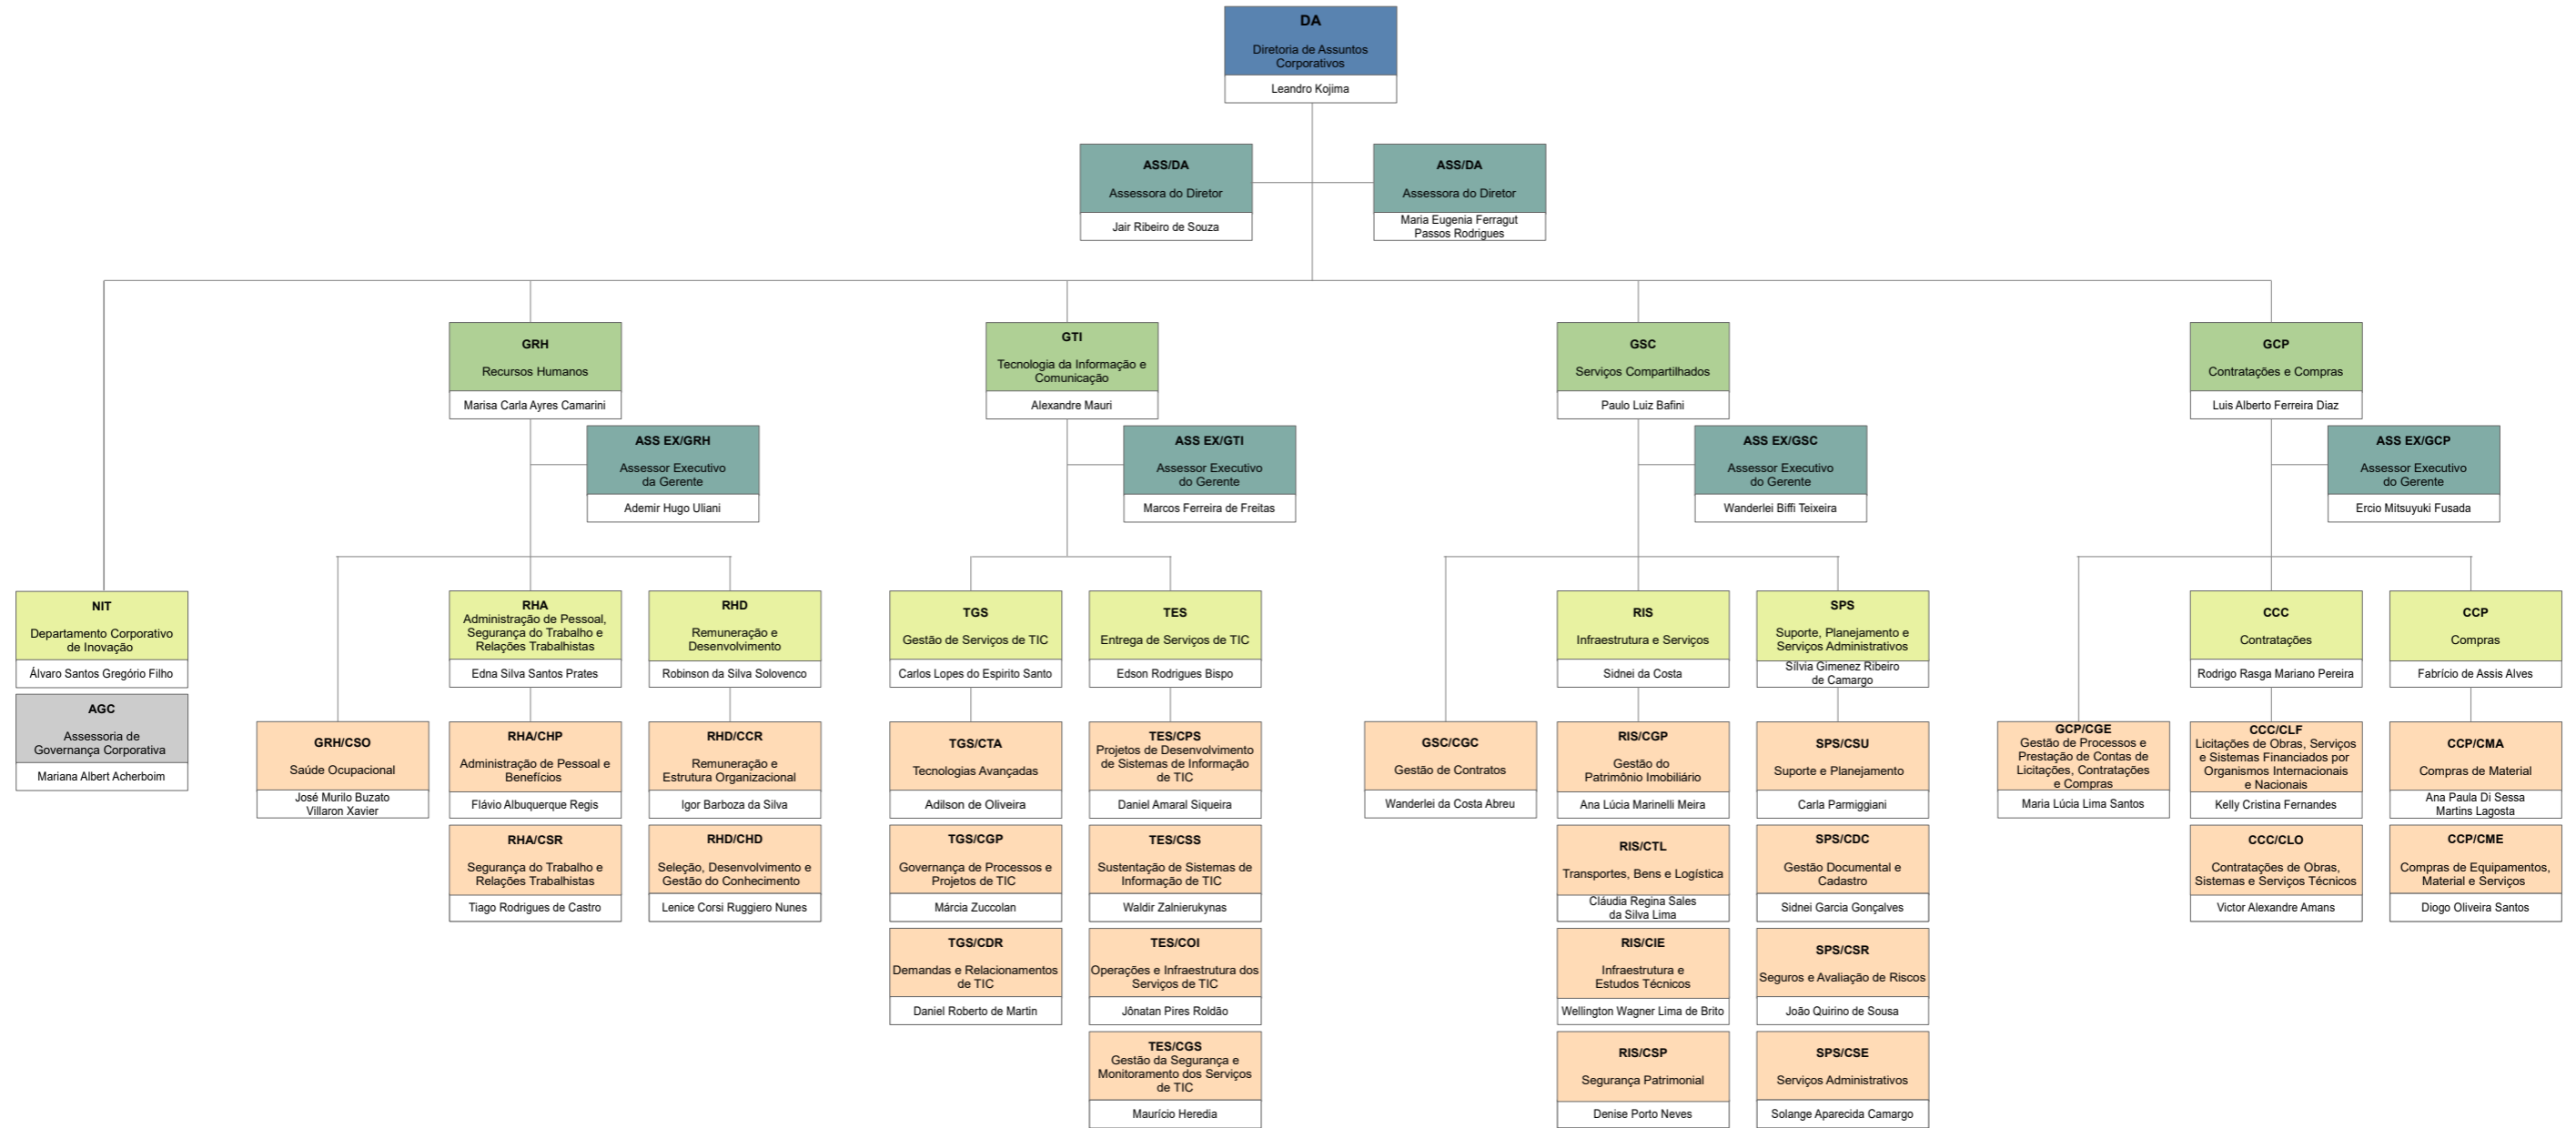 DA
Diretoria de Assuntos
Corporativos
Leandro Kojima
ASS/DA
Assessora do Diretor
Jair Ribeiro de Souza
ASS/DA
Assessora do Diretor
Maria Eugenia Ferragut
Passos Rodrigues
GRH
Recursos Humanos
Marisa Carla Ayres Camarini
GTI
Tecnologia da Informação e
Comunicação
Alexandre Mauri
GSC
Serviços Compartilhados
Paulo Luiz Bafini
GCP
Contratações e Compras
Luis Alberto Ferreira Diaz
ASS EX/GRH
Assessor Executivo
da Gerente
Ademir Hugo Uliani
ASS EX/GTI
Assessor Executivo
do Gerente
Marcos Ferreira de Freitas
ASS EX/GSC
Assessor Executivo
do Gerente
Wanderlei Biffi Teixeira
ASS EX/GCP
Assessor Executivo
do Gerente
Ercio Mitsuyuki Fusada
NIT
Departamento Corporativo
de Inovação
Álvaro Santos Gregório Filho
AGC
Assessoria de
Governança Corporativa
Mariana Albert Acherboim
GRH/CSO
Saúde Ocupacional
José Murilo Buzato
Villaron Xavier
RHA
Administração de Pessoal,
Segurança do Trabalho e
Relações Trabalhistas
Edna Silva Santos Prates
RHA/CHP
Administração de Pessoal e
Benefícios
Flávio Albuquerque Regis
RHA/CSR
Segurança do Trabalho e
Relações Trabalhistas
Tiago Rodrigues de Castro
RHD
Remuneração e
Desenvolvimento
Robinson da Silva Solovenco
RHD/CCR
Remuneração e
Estrutura Organizacional
Igor Barboza da Silva
RHD/CHD
Seleção, Desenvolvimento e
Gestão do Conhecimento
Lenice Corsi Ruggiero Nunes
TGS
Gestão de Serviços de TIC
Carlos Lopes do Espirito Santo
TGS/CTA
Tecnologias Avançadas
Adilson de Oliveira
TGS/CGP
Governança de Processos e
Projetos de TIC
Márcia Zuccolan
TGS/CDR
Demandas e Relacionamentos
de TIC
Daniel Roberto de Martin
TES
Entrega de Serviços de TIC
Edson Rodrigues Bispo
TES/CPS
Projetos de Desenvolvimento
de Sistemas de Informação
de TIC
Daniel Amaral Siqueira
TES/CSS
Sustentação de Sistemas de
Informação de TIC
Waldir Zalnierukynas
TES/COI
Operações e Infraestrutura dos
Serviços de TIC
Jônatan Pires Roldão
TES/CGS
Gestão da Segurança e
Monitoramento dos Serviços
de TIC
Maurício Heredia
GSC/CGC
Gestão de Contratos
Wanderlei da Costa Abreu
RIS
Infraestrutura e Serviços
Sidnei da Costa
RIS/CGP
Gestão do
Patrimônio Imobiliário
Ana Lúcia Marinelli Meira
RIS/CTL
Transportes, Bens e Logística
Cláudia Regina Sales
da Silva Lima
RIS/CIE
Infraestrutura e
Estudos Técnicos
Wellington Wagner Lima de Brito
RIS/CSP
Segurança Patrimonial
Denise Porto Neves
SPS
Suporte, Planejamento e
Serviços Administrativos
Sílvia Gimenez Ribeiro
de Camargo
SPS/CSU
Suporte e Planejamento
Carla Parmiggiani
SPS/CDC
Gestão Documental e
Cadastro
Sidnei Garcia Gonçalves
SPS/CSR
Seguros e Avaliação de Riscos
João Quirino de Sousa
SPS/CSE
Serviços Administrativos
Solange Aparecida Camargo
GCP/CGE
Gestão de Processos e
Prestação de Contas de
Licitações, Contratações
e Compras
Maria Lúcia Lima Santos
CCC
Contratações
Rodrigo Rasga Mariano Pereira
CCC/CLF
Licitações de Obras, Serviços
e Sistemas Financiados por
Organismos Internacionais
e Nacionais
Kelly Cristina Fernandes
CCC/CLO
Contratações de Obras,
Sistemas e Serviços Técnicos
Victor Alexandre Amans
CCP
Compras
Fabrício de Assis Alves
CCP/CMA
Compras de Material
Ana Paula Di Sessa
Martins Lagosta
CCP/CME
Compras de Equipamentos,
Material e Serviços
Diogo Oliveira Santos